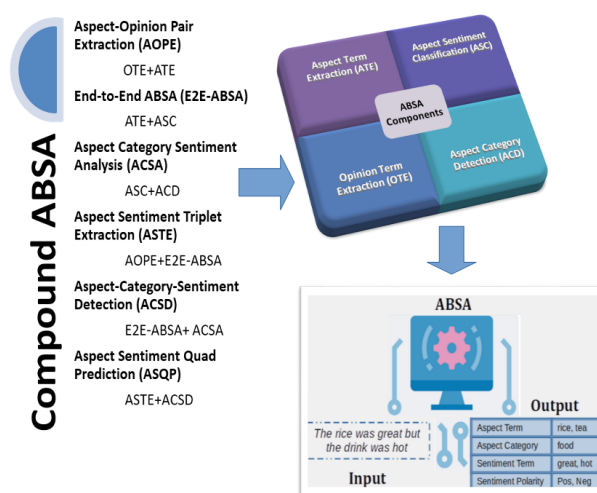 Compound ABSA
Aspect-Opinion Pair
Extraction (AOPE)
OTE+ATE
End-to-End ABSA (E2E-ABSA)
ATE+ASC
Aspect Category Sentiment
Analysis (ACSA)
ASC+ACD
Aspect Sentiment Triplet
Extraction (ASTE)
AOPE+E2E-ABSA
Aspect-Category-Sentiment
Detection (ACSD)
E2E-ABSA+ ACSA
Aspect Sentiment Quad
Prediction (ASQP)
ASTE+ACSD
Aspect Term
Extraction (ATE)
Aspect Sentiment
Classification (ASC)
ABSA
Components
Opinion Term
Extraction (OTE)
Aspect Category
Detection (ACD)
ABSA
The rice was great but
the drink was hot
Input
Output
Aspect Term rice, tea
Aspect Category food
Sentiment Term great, hot
Sentiment Polarity Pos, Neg